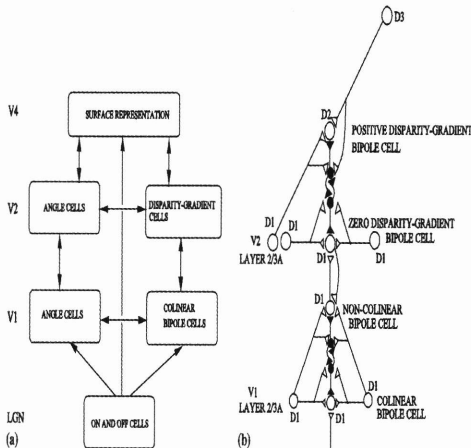 V4
SURFACE REPRESENTATION
V2
ANGLE CELLS
DISPARITY-GRADIENT
CELLS
V1
ANGLE CELLS
COLINEAR
BIPOLE CELLS
LGN
ON AND OFF CELLS
(a)
(b)
D3
D2
POSITIVE DISPARITY-GRADIENT
BIPOLE CELL
D1
D1
ZERO DISPARITY-GRADIENT
BIPOLE CELL
V2
LAYER 2/3A
D1
D1
D1
NON-COLINEAR
BIPOLE CELL
V1
LAYER 2/3A
D1
D1
D1
COLINEAR
BIPOLE CELL